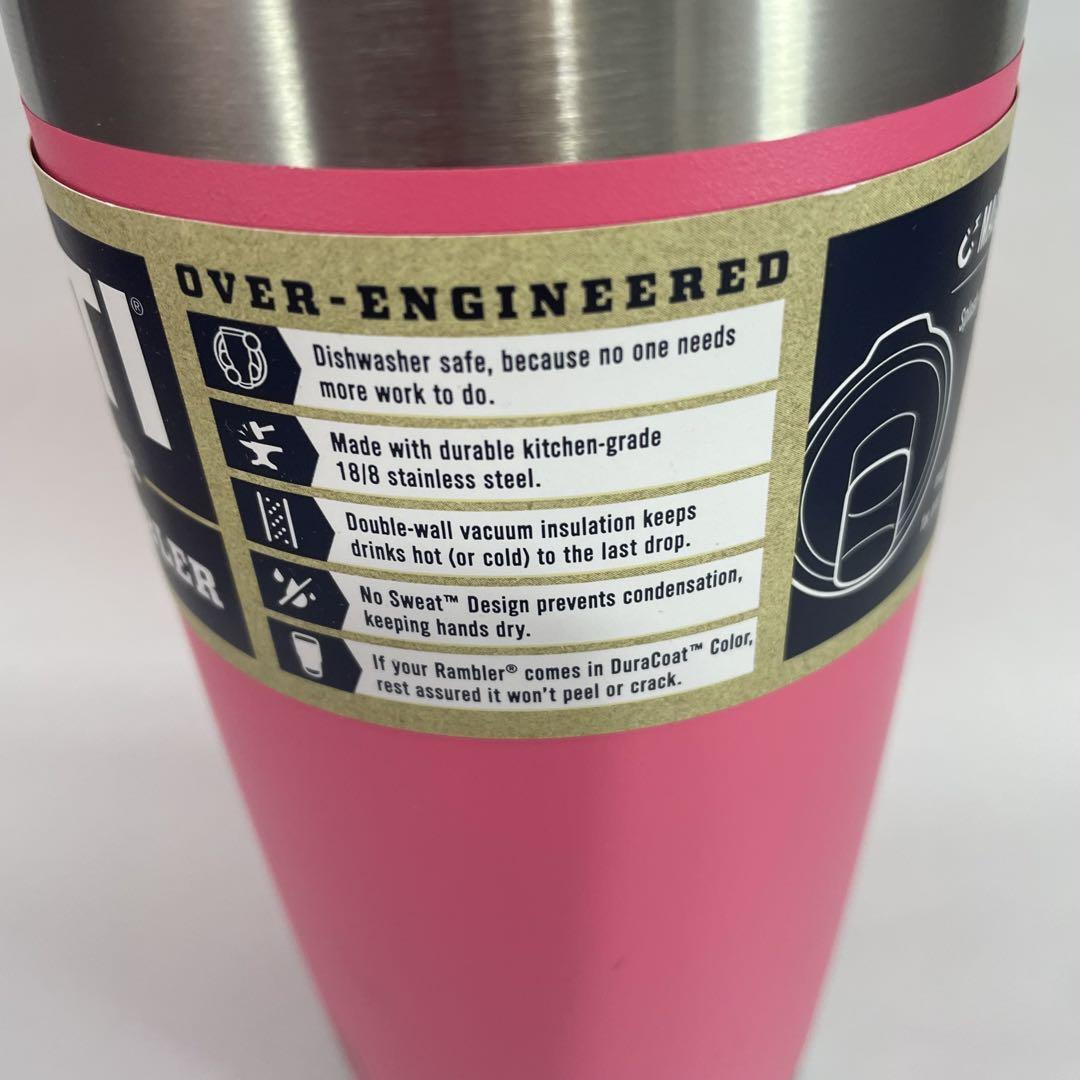 OVER-ENGINEERED
Dishwasher safe, because no one needs
more work to do.
Made with durable kitchen-grade
18/8 stainless steel.
Double-wall vacuum insulation keeps
drinks hot (or cold) to the last drop.
No Sweat™ Design prevents condensation,
keeping hands dry.
If your Rambler® comes in DuraCoat™ Color,
rest assured it won't peel or crack.